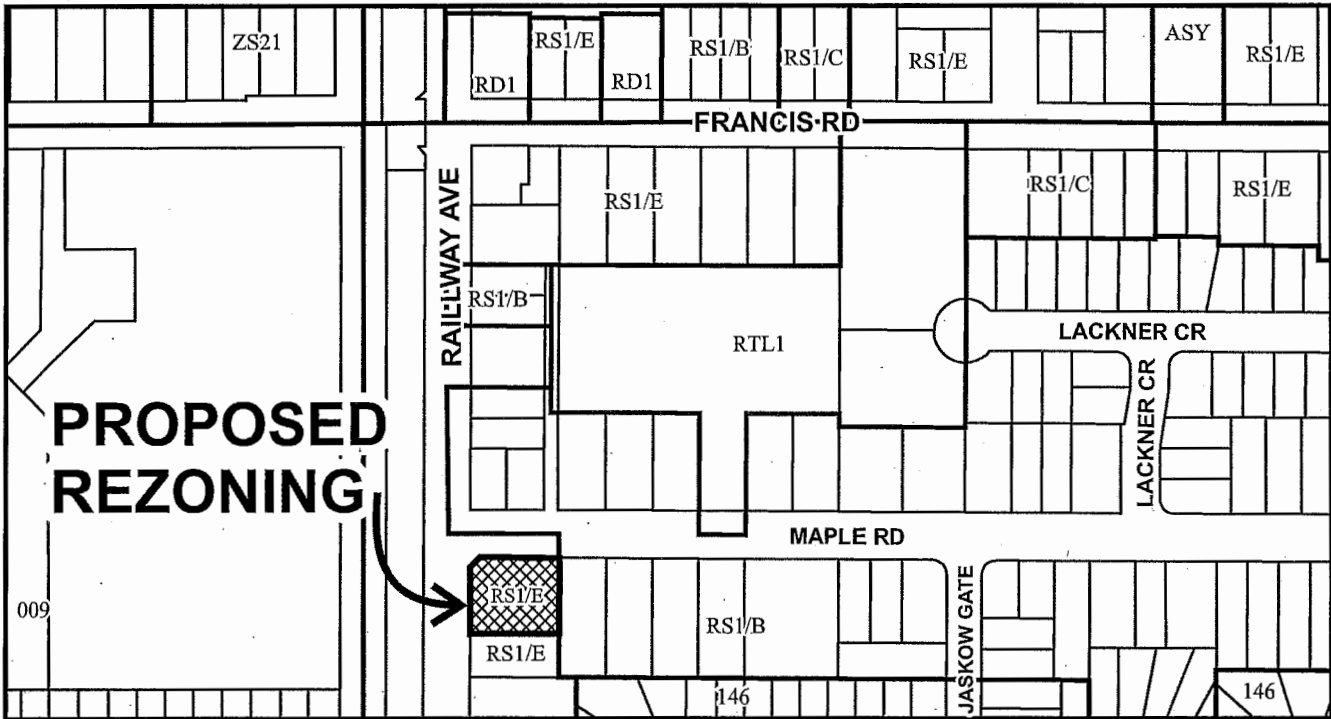 ZS21
RD1
RS1/E
RD1
RS1/B
RS1/C
RS1/E
ASY
RS1/E
FRANCIS RD
RAILWAY AVE
RS1/E
RS1/C
RS1/E
RS1/B
RTL1
LACKNER CR
LACKNER CR
PROPOSED
REZONING
MAPLE RD
JASKOW GATE
009
RS1/E
RS1/B
RS1/E
146
146